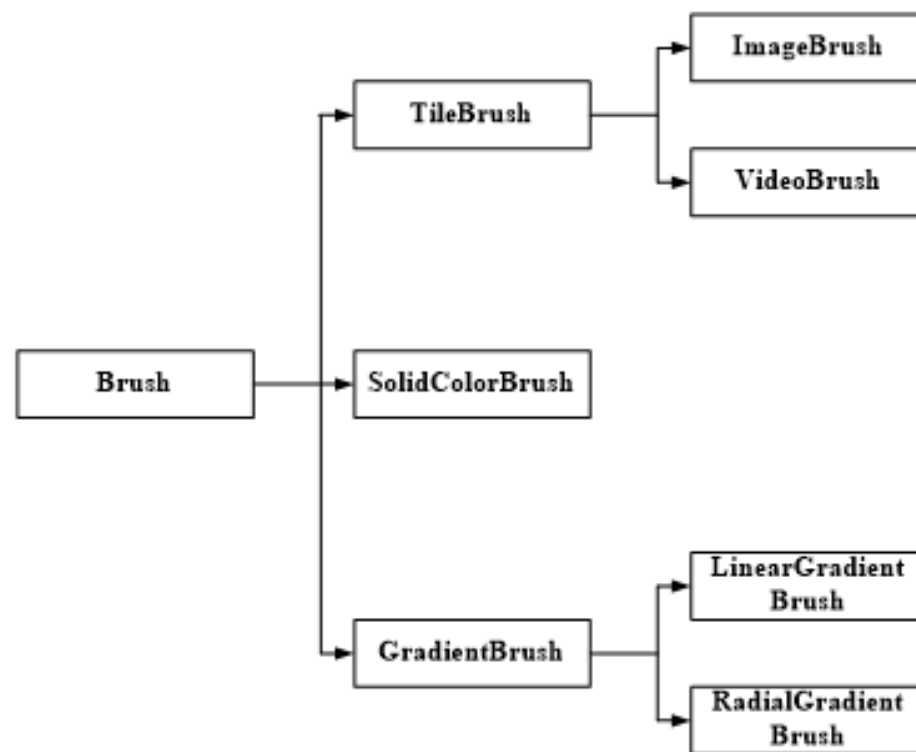 ImageBrush
TileBrush
VideoBrush
Brush
SolidColorBrush
LinearGradient
Brush
GradientBrush
RadialGradient
Brush